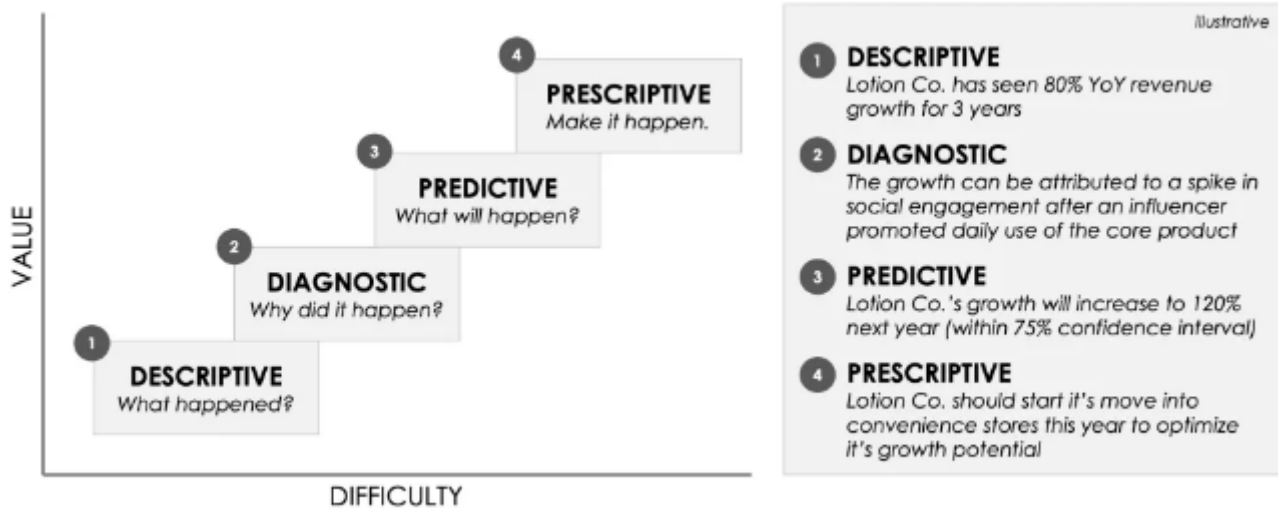 4
PRESCRIPTIVE
Make it happen.
3
PREDICTIVE
What will happen?
2
DIAGNOSTIC
Why did it happen?
1
DESCRIPTIVE
What happened?
VALUE
DIFFICULTY
illustrative
1 DESCRIPTIVE
Lotion Co. has seen 80% YoY revenue
growth for 3 years
2 DIAGNOSTIC
The growth can be attributed to a spike in
social engagement after an influencer
promoted daily use of the core product
3 PREDICTIVE
Lotion Co.'s growth will increase to 120%
next year (within 75% confidence interval)
4 PRESCRIPTIVE
Lotion Co. should start it's move into
convenience stores this year to optimize
it's growth potential